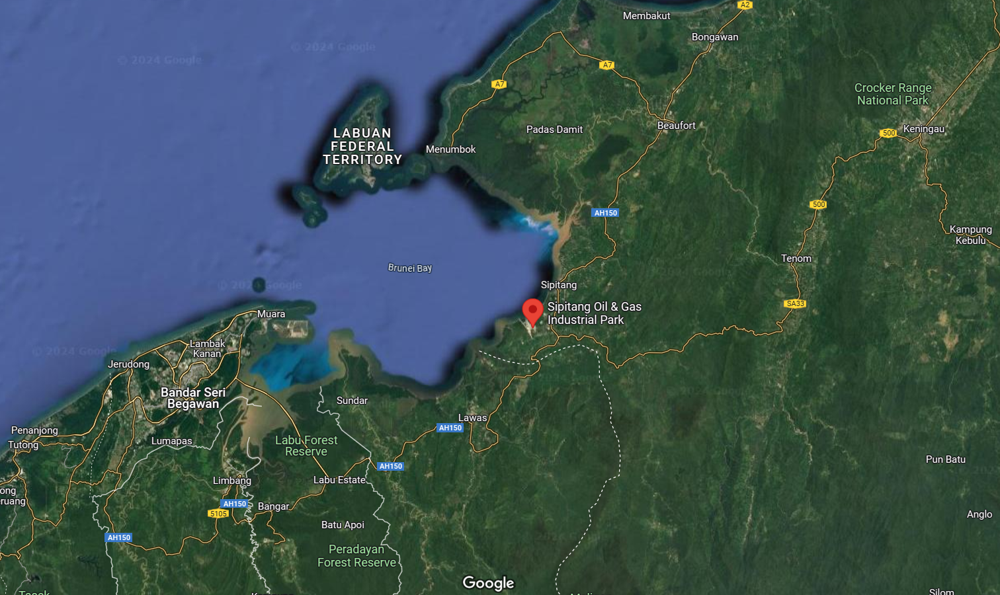 A2
Membakut
Bongawan
© 2024 Google
© 2024 Google
A7
A7
Crocker Range
National Park
Beaufort
Padas Damit
Keningau
500
LABUAN
FEDERAL
TERRITORY
Menumbok
500
AH150
Kampung
Kebulu
Tenom
Brunei Bay
Sipitang
© 2024 Google
SA33
Sipitang Oil & Gas
Industrial Park
Muara
Lambak
Kanan
© 2024 Google
Jerudong
Bandar Seri
Begawan
Sundar
Lawas
AH150
Penanjong
Tutong
Lumapas
Labu Forest
Reserve
Pun Batu
AH150
Limbang
Labu Estate
AH150
5105
Bangar
Anglo
Batu Apoi
AH150
Peradayan
Forest Reserve
Google
Silom